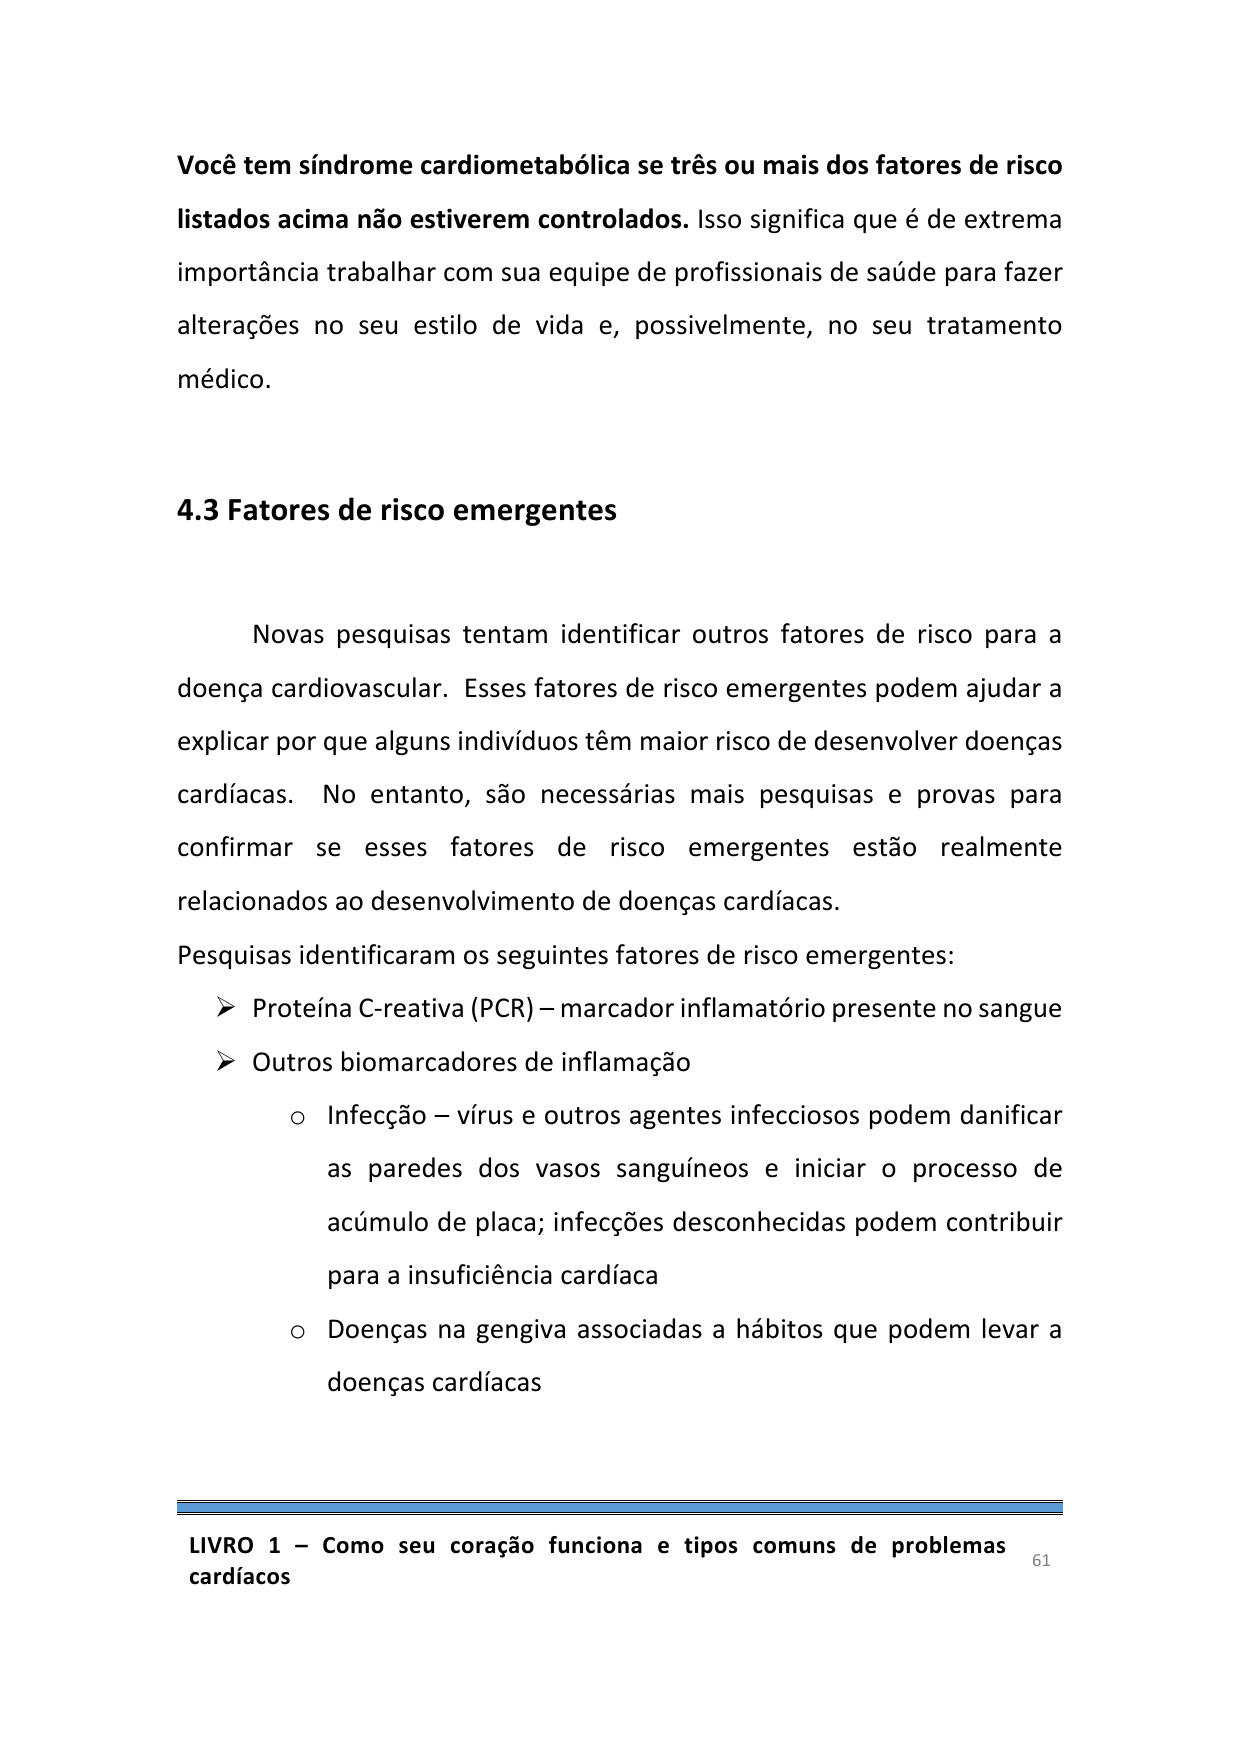 Você tem síndrome cardiometabólica se três ou mais dos fatores de risco
listados acima não estiverem controlados. Isso significa que é de extrema
importância trabalhar com sua equipe de profissionais de saúde para fazer
alterações no seu estilo de vida e, possivelmente, no seu tratamento
médico.
4.3 Fatores de risco emergentes
Novas pesquisas tentam identificar outros fatores de risco para a
doença cardiovascular. Esses fatores de risco emergentes podem ajudar a
explicar por que alguns indivíduos têm maior risco de desenvolver doenças
cardíacas. No entanto, são necessárias mais pesquisas e provas para
confirmar se esses fatores de risco emergentes estão realmente
relacionados ao desenvolvimento de doenças cardíacas.
Pesquisas identificaram os seguintes fatores de risco emergentes:
➢ Proteína C-reativa (PCR) – marcador inflamatório presente no sangue
➢ Outros biomarcadores de inflamação
o Infecção – vírus e outros agentes infecciosos podem danificar
as paredes dos vasos sanguíneos e iniciar o processo de
acúmulo de placa; infecções desconhecidas podem contribuir
para a insuficiência cardíaca
o Doenças na gengiva associadas a hábitos que podem levar a
doenças cardíacas
LIVRO 1 – Como seu coração funciona e tipos comuns de problemas
cardíacos
61